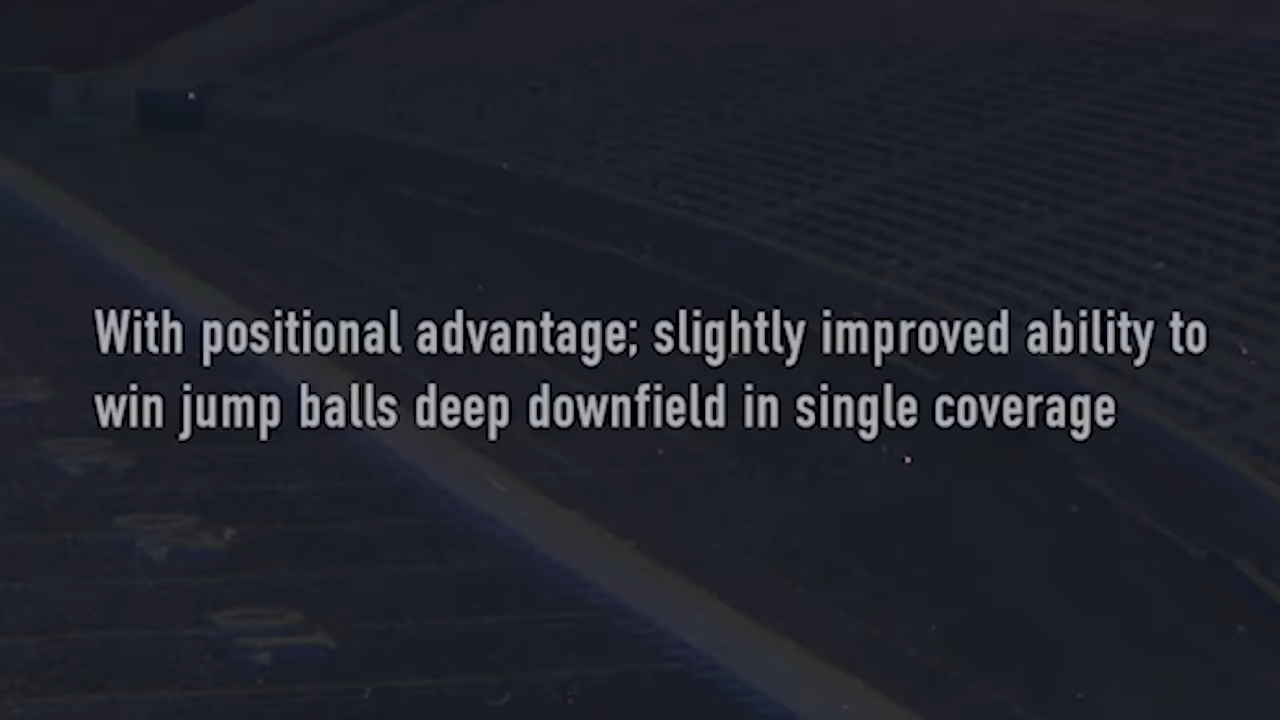 With positional advantage; slightly improved ability to
win jump balls deep downfield in single coverage